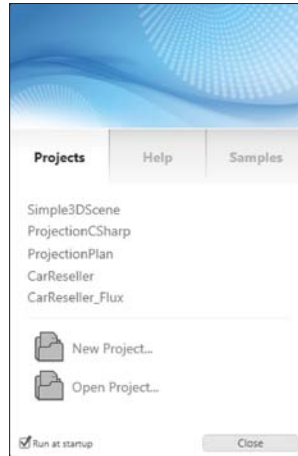 Projects Help Samples
Simple3DScene
ProjectionCSharp
ProjectionPlan
CarReseller
CarReseller_Flux
New Project...
Open Project...
Run at startup Close